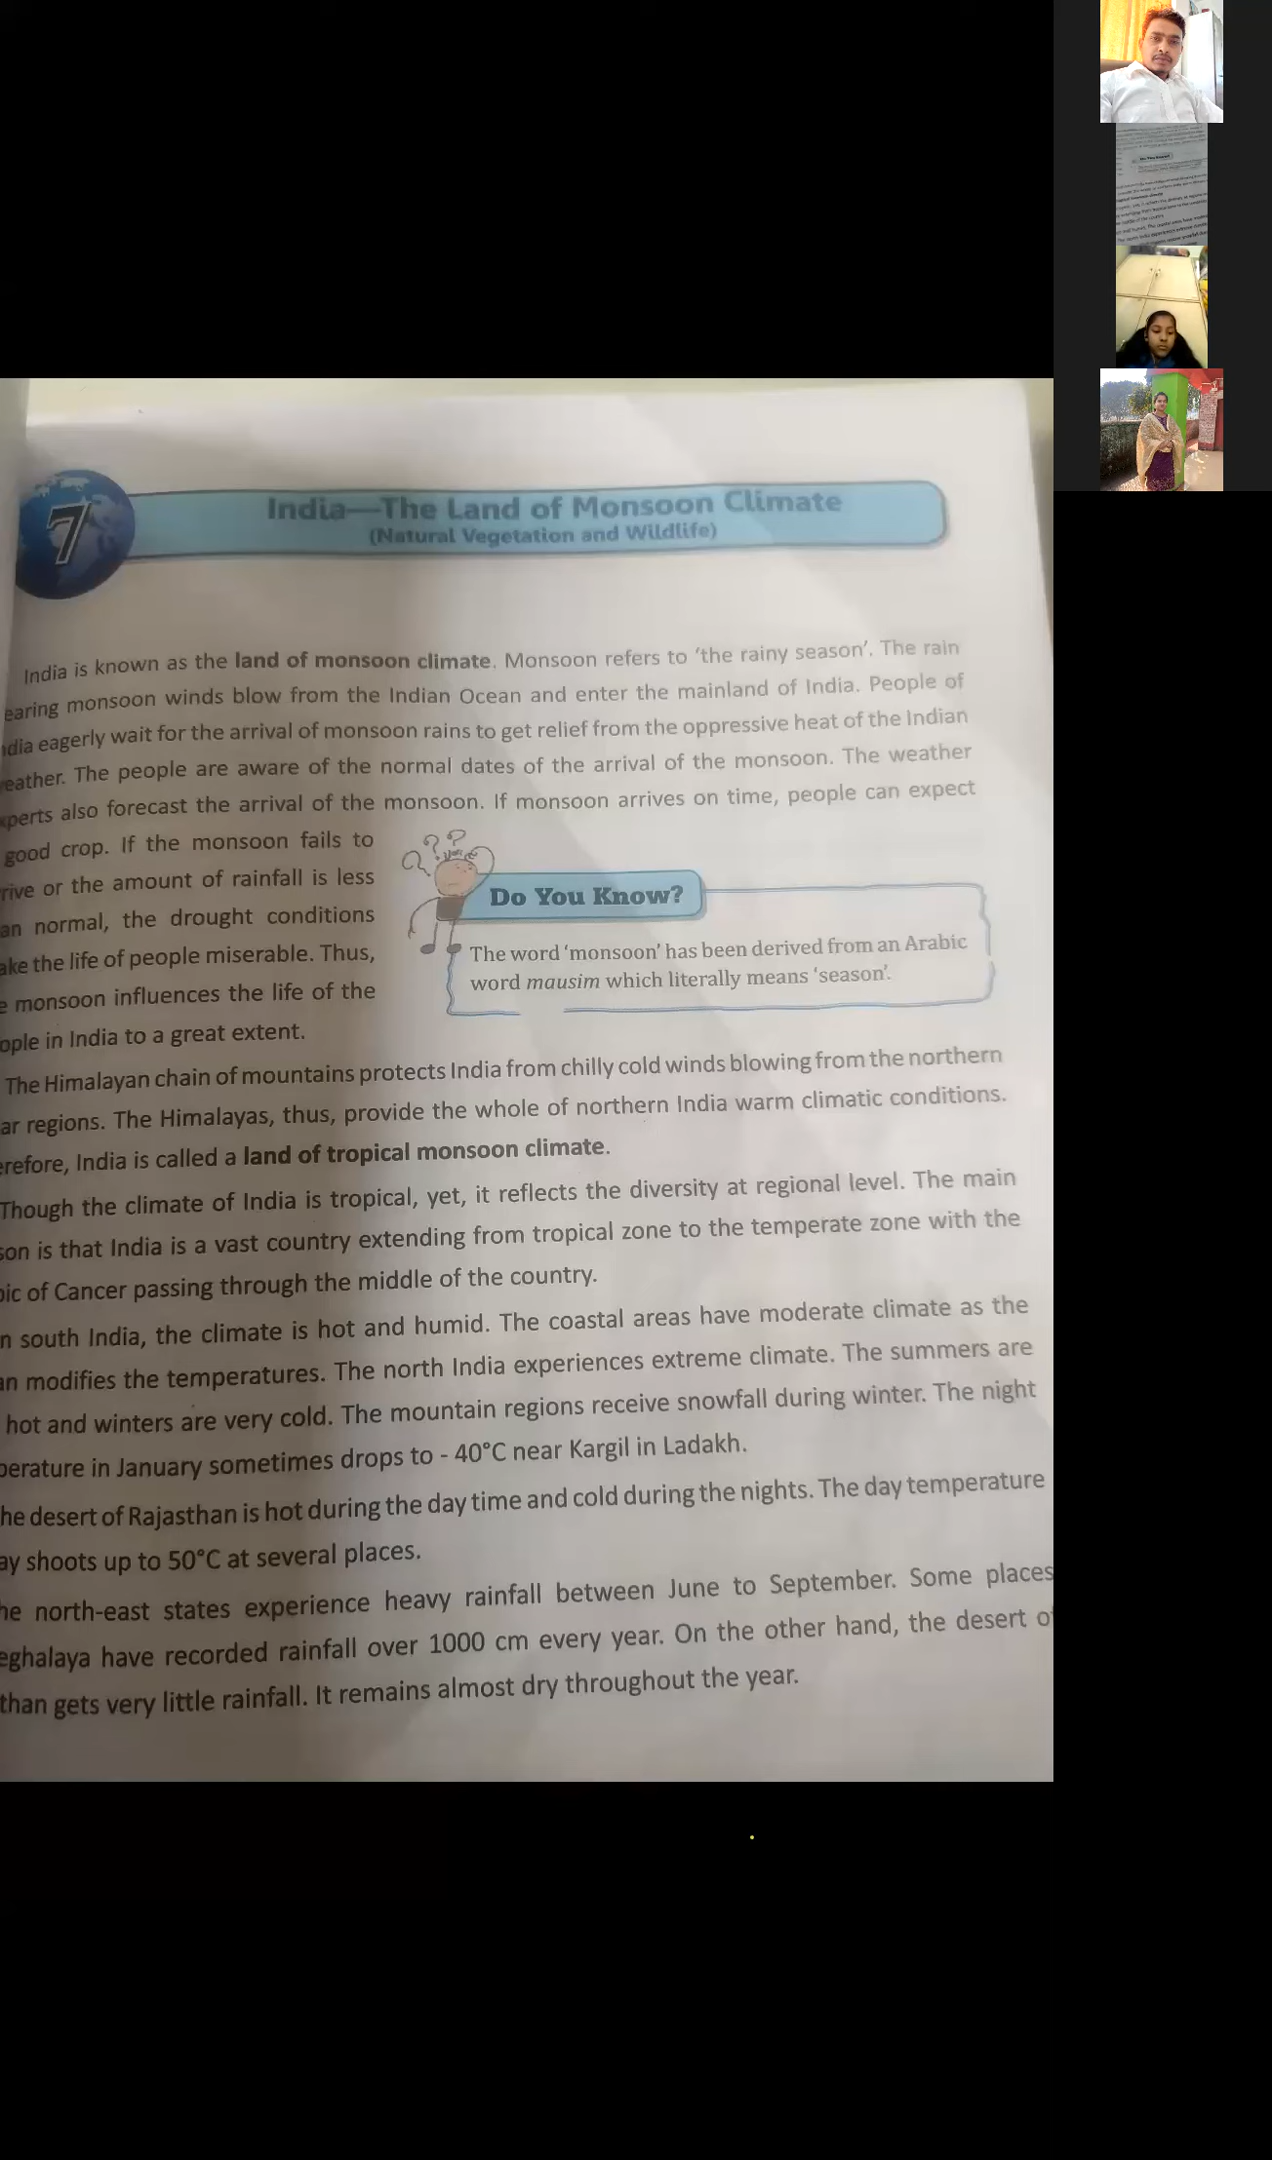 7
India—The Land of Monsoon Climate
(Natural Vegetation and Wildlife)
India is known as the land of monsoon climate. Monsoon refers to ‘the rainy season’. The rain
earing monsoon winds blow from the Indian Ocean and enter the mainland of India. People of
dia eagerly wait for the arrival of monsoon rains to get relief from the oppressive heat of the Indian
eather. The people are aware of the normal dates of the arrival of the monsoon. The weather
xperts also forecast the arrival of the monsoon. If monsoon arrives on time, people can expect
good crop. If the monsoon fails to
rive or the amount of rainfall is less
an normal, the drought conditions
ake the life of people miserable. Thus,
e monsoon influences the life of the
ople in India to a great extent.
Do You Know?
The word ‘monsoon’ has been derived from an Arabic
word mausim which literally means ‘season’.
The Himalayan chain of mountains protects India from chilly cold winds blowing from the northern
ar regions. The Himalayas, thus, provide the whole of northern India warm climatic conditions.
erefore, India is called a land of tropical monsoon climate.
Though the climate of India is tropical, yet, it reflects the diversity at regional level. The main
son is that India is a vast country extending from tropical zone to the temperate zone with the
pic of Cancer passing through the middle of the country.
n south India, the climate is hot and humid. The coastal areas have moderate climate as the
an modifies the temperatures. The north India experiences extreme climate. The summers are
hot and winters are very cold. The mountain regions receive snowfall during winter. The night
perature in January sometimes drops to - 40°C near Kargil in Ladakh.
he desert of Rajasthan is hot during the day time and cold during the nights. The day temperature
ay shoots up to 50°C at several places.
he north-east states experience heavy rainfall between June to September. Some places
eghalaya have recorded rainfall over 1000 cm every year. On the other hand, the desert of
than gets very little rainfall. It remains almost dry throughout the year.